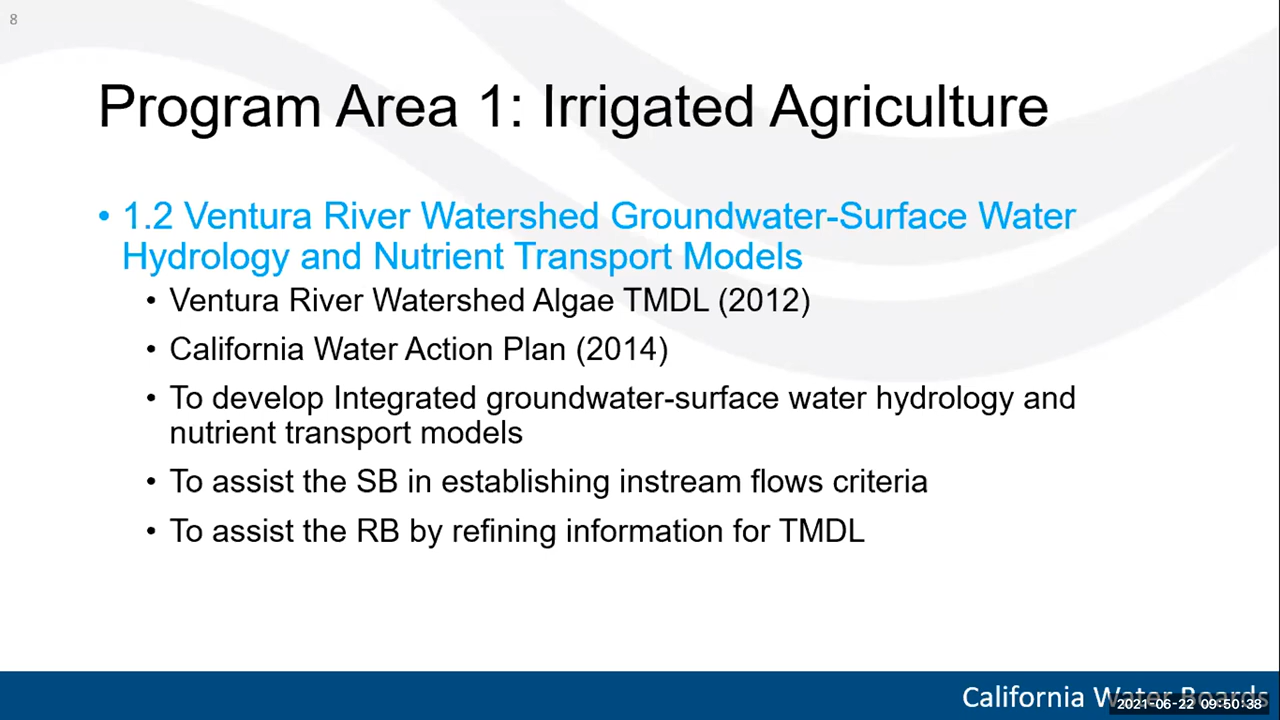 8
Program Area 1: Irrigated Agriculture
• 1.2 Ventura River Watershed Groundwater-Surface Water
Hydrology and Nutrient Transport Models
• Ventura River Watershed Algae TMDL (2012)
• California Water Action Plan (2014)
• To develop Integrated groundwater-surface water hydrology and
nutrient transport models
• To assist the SB in establishing instream flows criteria
• To assist the RB by refining information for TMDL
California Water Boards
2021-06-22 09:50:38